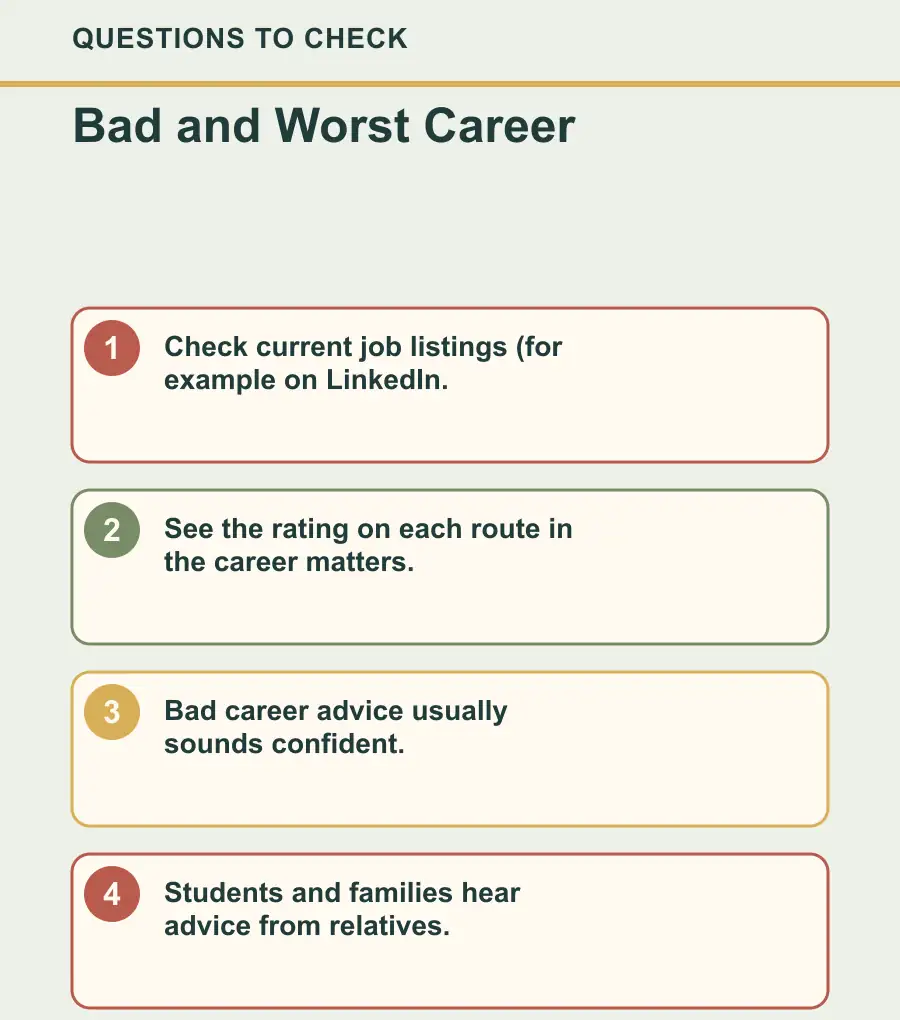 QUESTIONS TO CHECK
Bad and Worst Career
1
Check current job listings (for
example on LinkedIn.
2
See the rating on each route in
the career matters.
3
Bad career advice usually
sounds confident.
4
Students and families hear
advice from relatives.